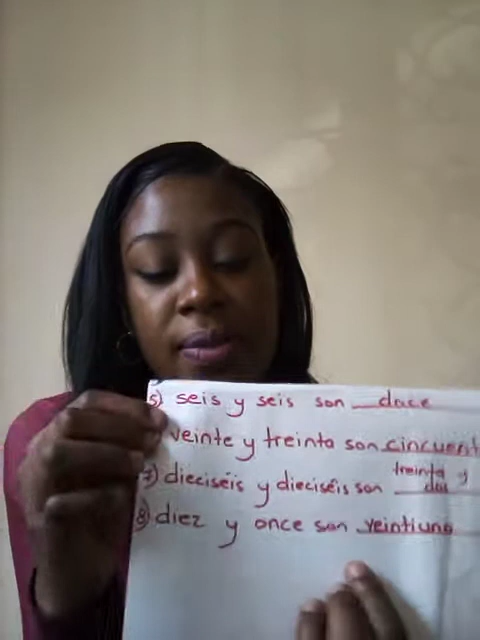 5) seis y seis son doce
veinte y treinta son cincuent
7) dieciséis y dieciséis son treinta y dos
8) diez y once son veintiuno